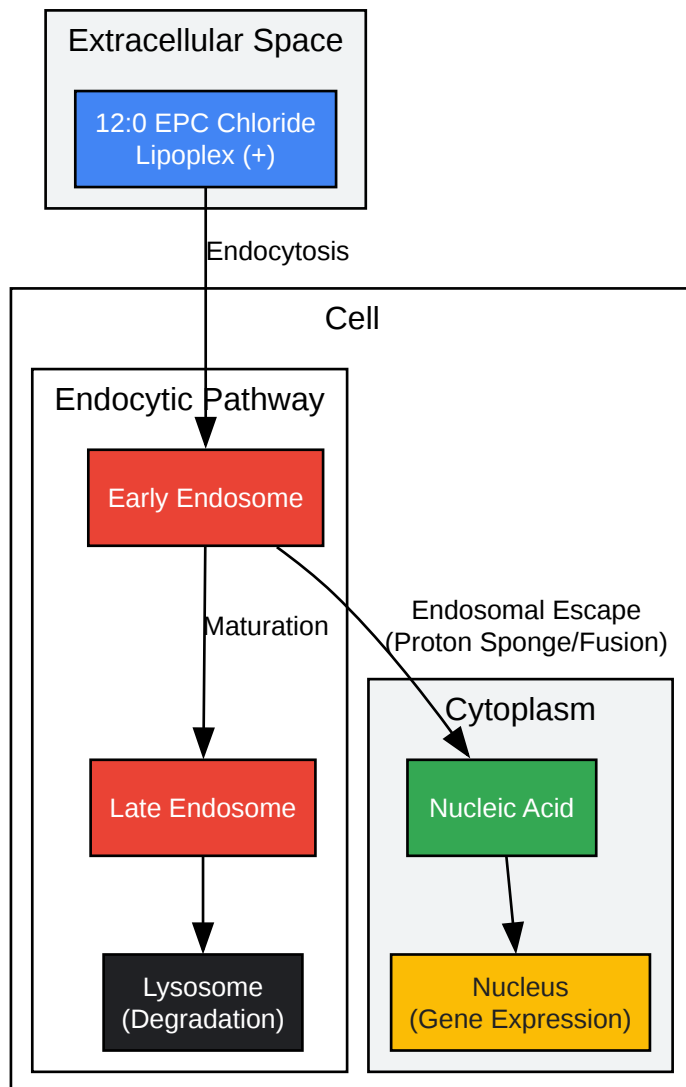 Extracellular Space
12:0 EPC Chloride
Lipoplex (+)
Endocytosis
Cell
Endocytic Pathway
Early Endosome
Maturation
Endosomal Escape
(Proton Sponge/Fusion)
Cytoplasm
Late Endosome
Nucleic Acid
Lysosome
(Degradation)
Nucleus
(Gene Expression)